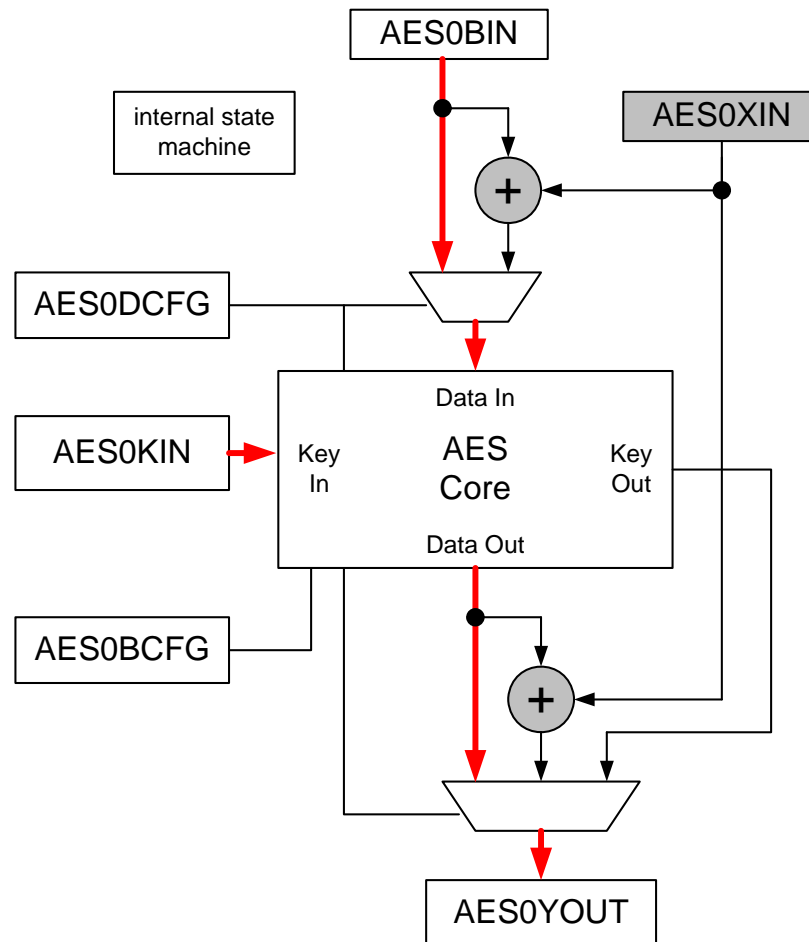 AES0BIN
internal state
machine
AES0XIN
+
AES0DCFG
Data In
AES0KIN
Key
In
AES
Core
Key
Out
Data Out
AES0BCFG
+
AES0YOUT